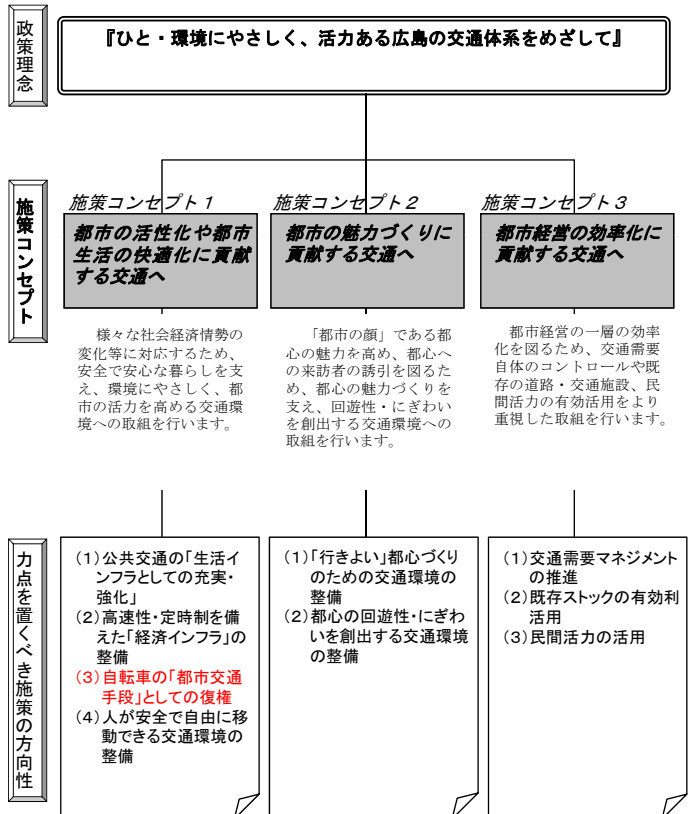 政策理念
『ひと・環境にやさしく、活力ある広島の交通体系をめざして』
施策コンセプト
施策コンセプト１
都市の活性化や都市
生活の快適化に貢献
する交通へ
様々な社会経済情勢の
変化等に対応するため、
安全で安心な暮らしを支
え、環境にやさしく、都
市の活力を高める交通環
境への取組を行います。
施策コンセプト２
都市の魅力づくりに
貢献する交通へ
「都市の顔」である都
心の魅力を高め、都心へ
の来訪者の誘引を図るた
め、都心の魅力づくりを
支え、回遊性・にぎわい
を創出する交通環境への
取組を行います。
施策コンセプト３
都市経営の効率化に
貢献する交通へ
都市経営の一層の効率
化を図るため、交通需要
自体のコントロールや既
存の道路・交通施設、民
間活力の有効活用をより
重視した取組を行います。
力点を置くべき施策の方向性
(1)公共交通の「生活イ
ンフラとしての充実・
強化」
(2)高速性・定時制を備
えた「経済インフラ」の
整備
(3)自転車の「都市交通
手段」としての復権
(4)人が安全で自由に移
動できる交通環境の
整備
(1)「行きよい」都心づくり
のための交通環境の
整備
(2)都心の回遊性・にぎわ
いを創出する交通環境
の整備
(1)交通需要マネジメント
の推進
(2)既存ストックの有効利
活用
(3)民間活力の活用